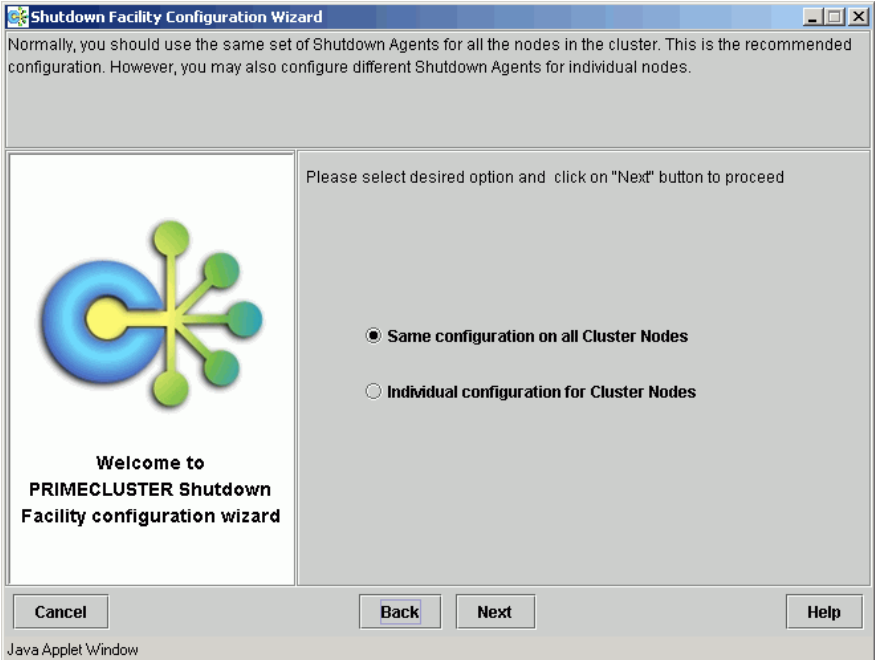 Shutdown Facility Configuration Wizard
Normally, you should use the same set of Shutdown Agents for all the nodes in the cluster. This is the recommended
configuration. However, you may also configure different Shutdown Agents for individual nodes.
Please select desired option and click on "Next" button to proceed
Same configuration on all Cluster Nodes
Individual configuration for Cluster Nodes
Welcome to
PRIMECLUSTER Shutdown
Facility configuration wizard
Cancel Back Next Help
Java Applet Window